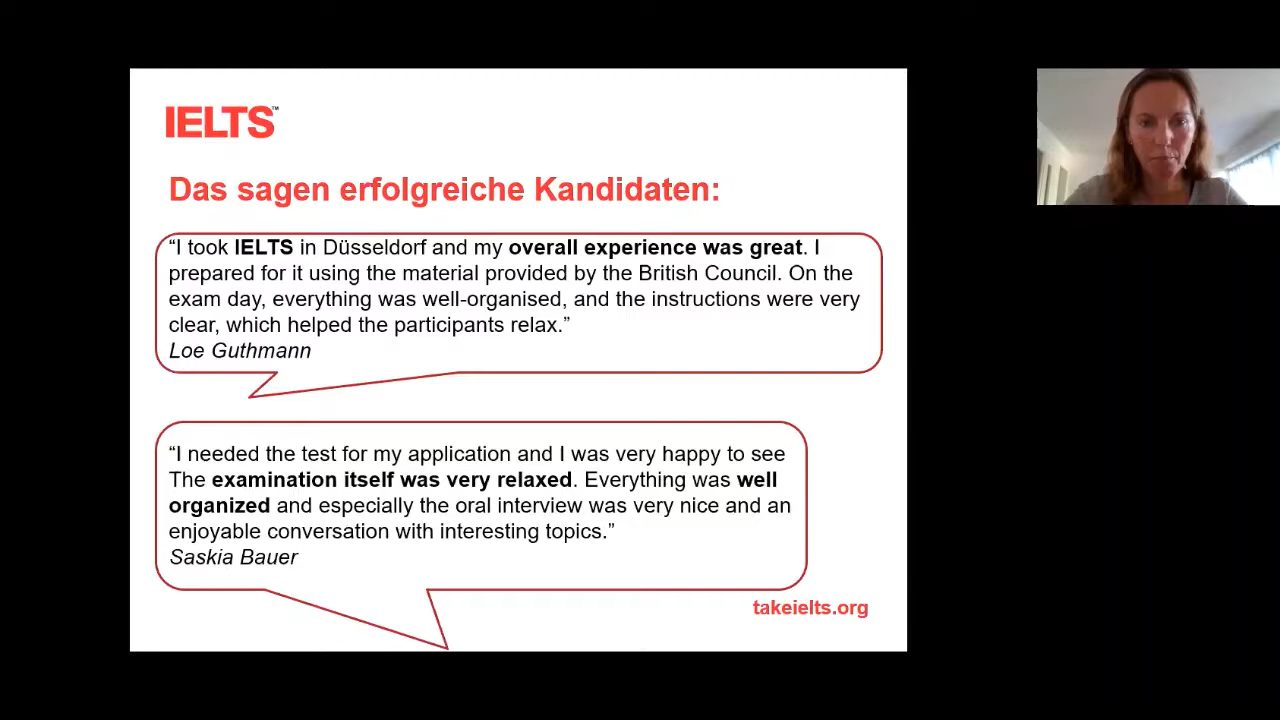 IELTS™
Das sagen erfolgreiche Kandidaten:
“I took IELTS in Düsseldorf and my overall experience was great. I
prepared for it using the material provided by the British Council. On the
exam day, everything was well-organised, and the instructions were very
clear, which helped the participants relax.”
Loe Guthmann
“I needed the test for my application and I was very happy to see
The examination itself was very relaxed. Everything was well
organized and especially the oral interview was very nice and an
enjoyable conversation with interesting topics.”
Saskia Bauer
takeielts.org